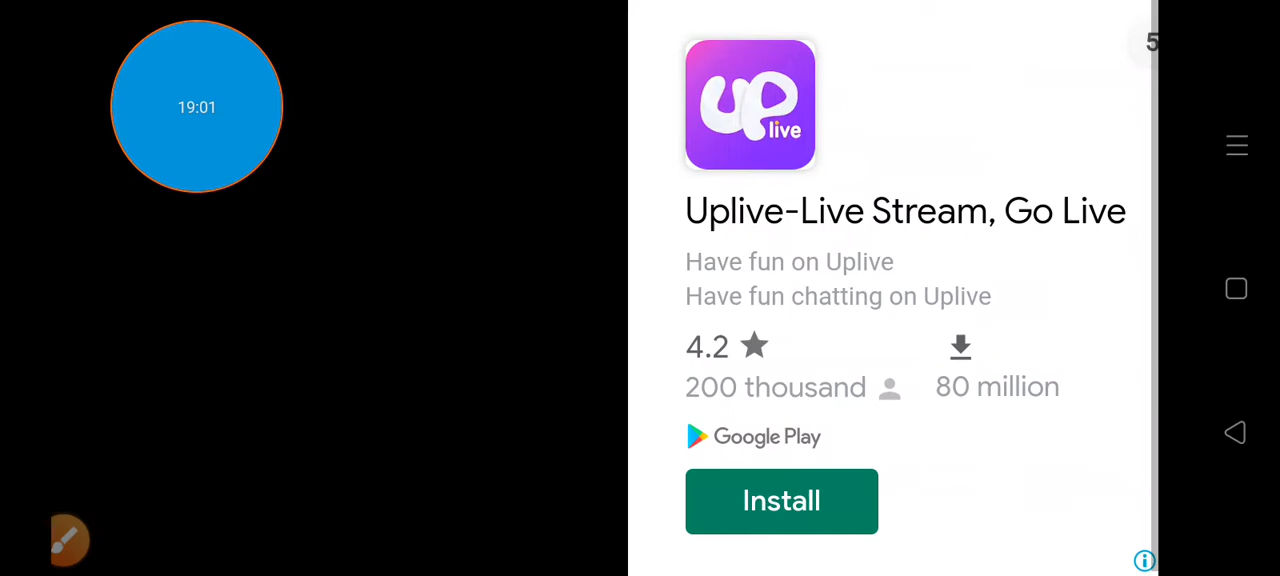 19:01
5
UP
live
Uplive-Live Stream, Go Live
Have fun on Uplive
Have fun chatting on Uplive
4.2
200 thousand
80 million
Google Play
Install